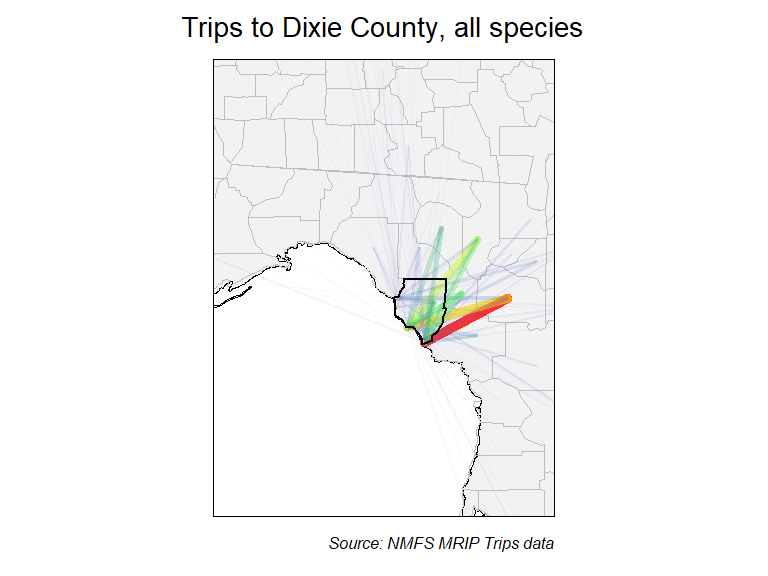 Trips to Dixie County, all species
Source: NMFS MRIP Trips data